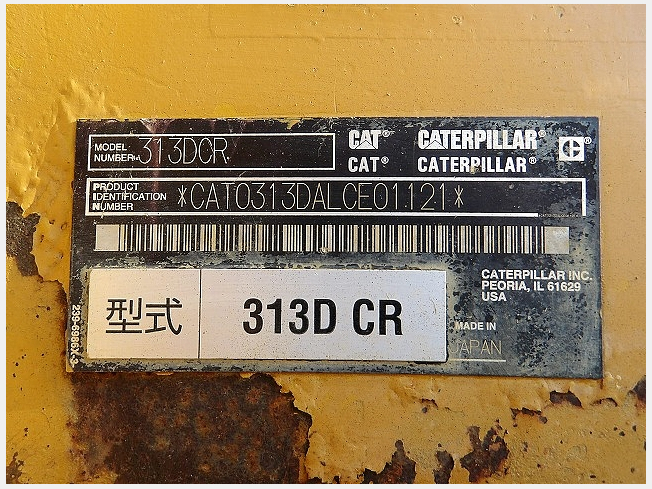 MODEL NUMBER 313DCR
CAT® CATERPILLAR®
CAT® CATERPILLAR®
PRODUCT IDENTIFICATION NUMBER *CAT0313DALCE01121*
CATERPILLAR INC.
PEORIA, IL 61629
USA
型式 313D CR
MADE IN
JAPAN